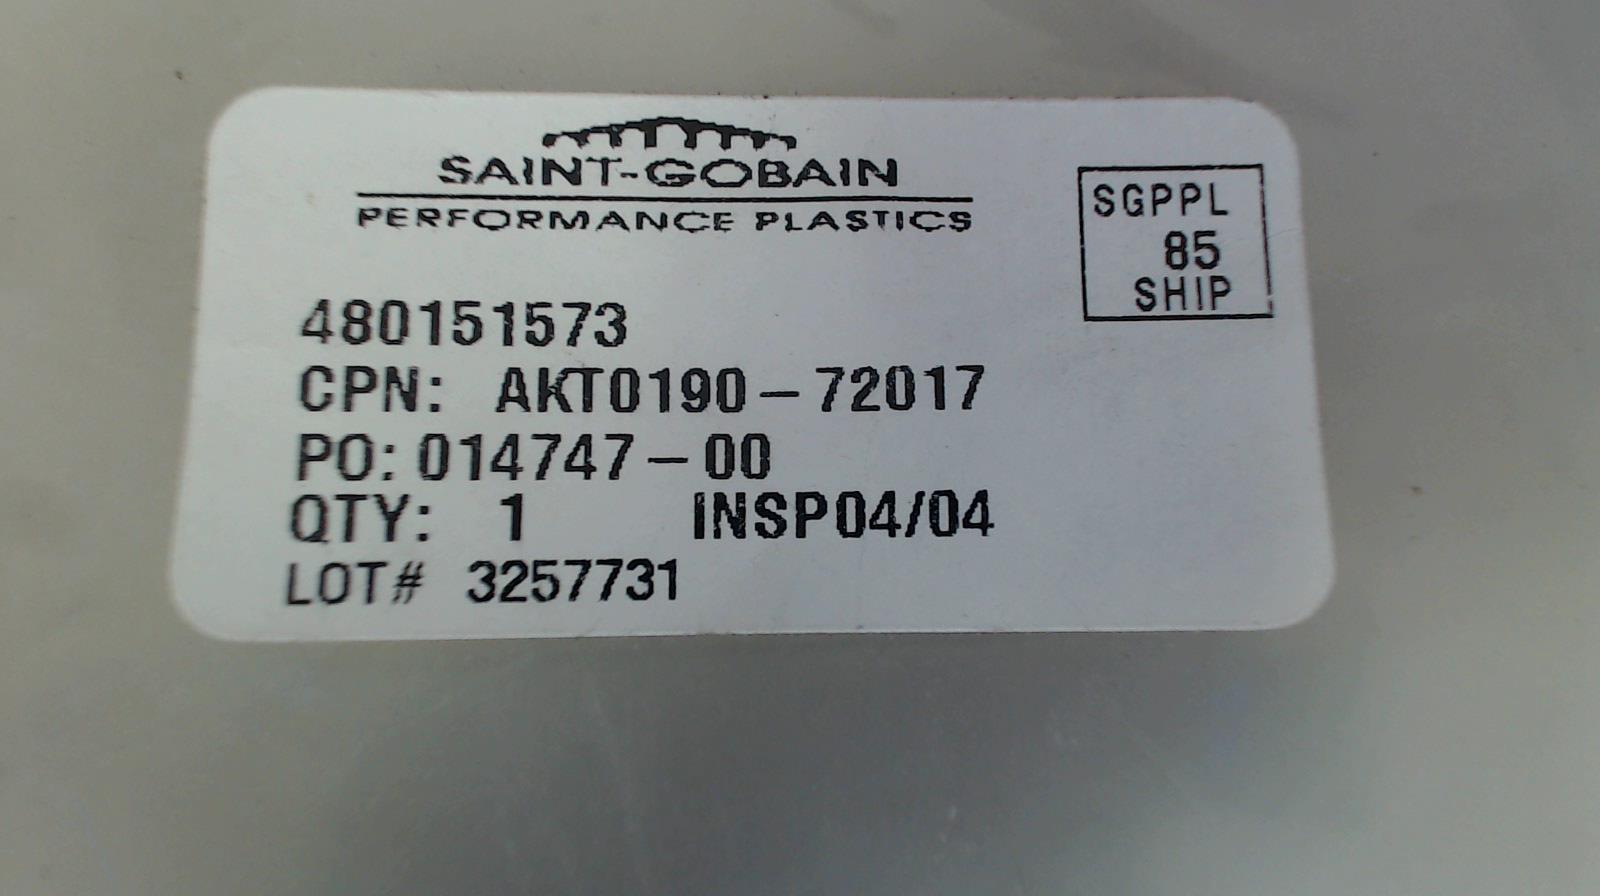 SAINT-GOBAIN
PERFORMANCE PLASTICS
SGPPL
85
SHIP
480151573
CPN: AKT0190-72017
PO: 014747-00
QTY: 1 INSP04/04
LOT# 3257731